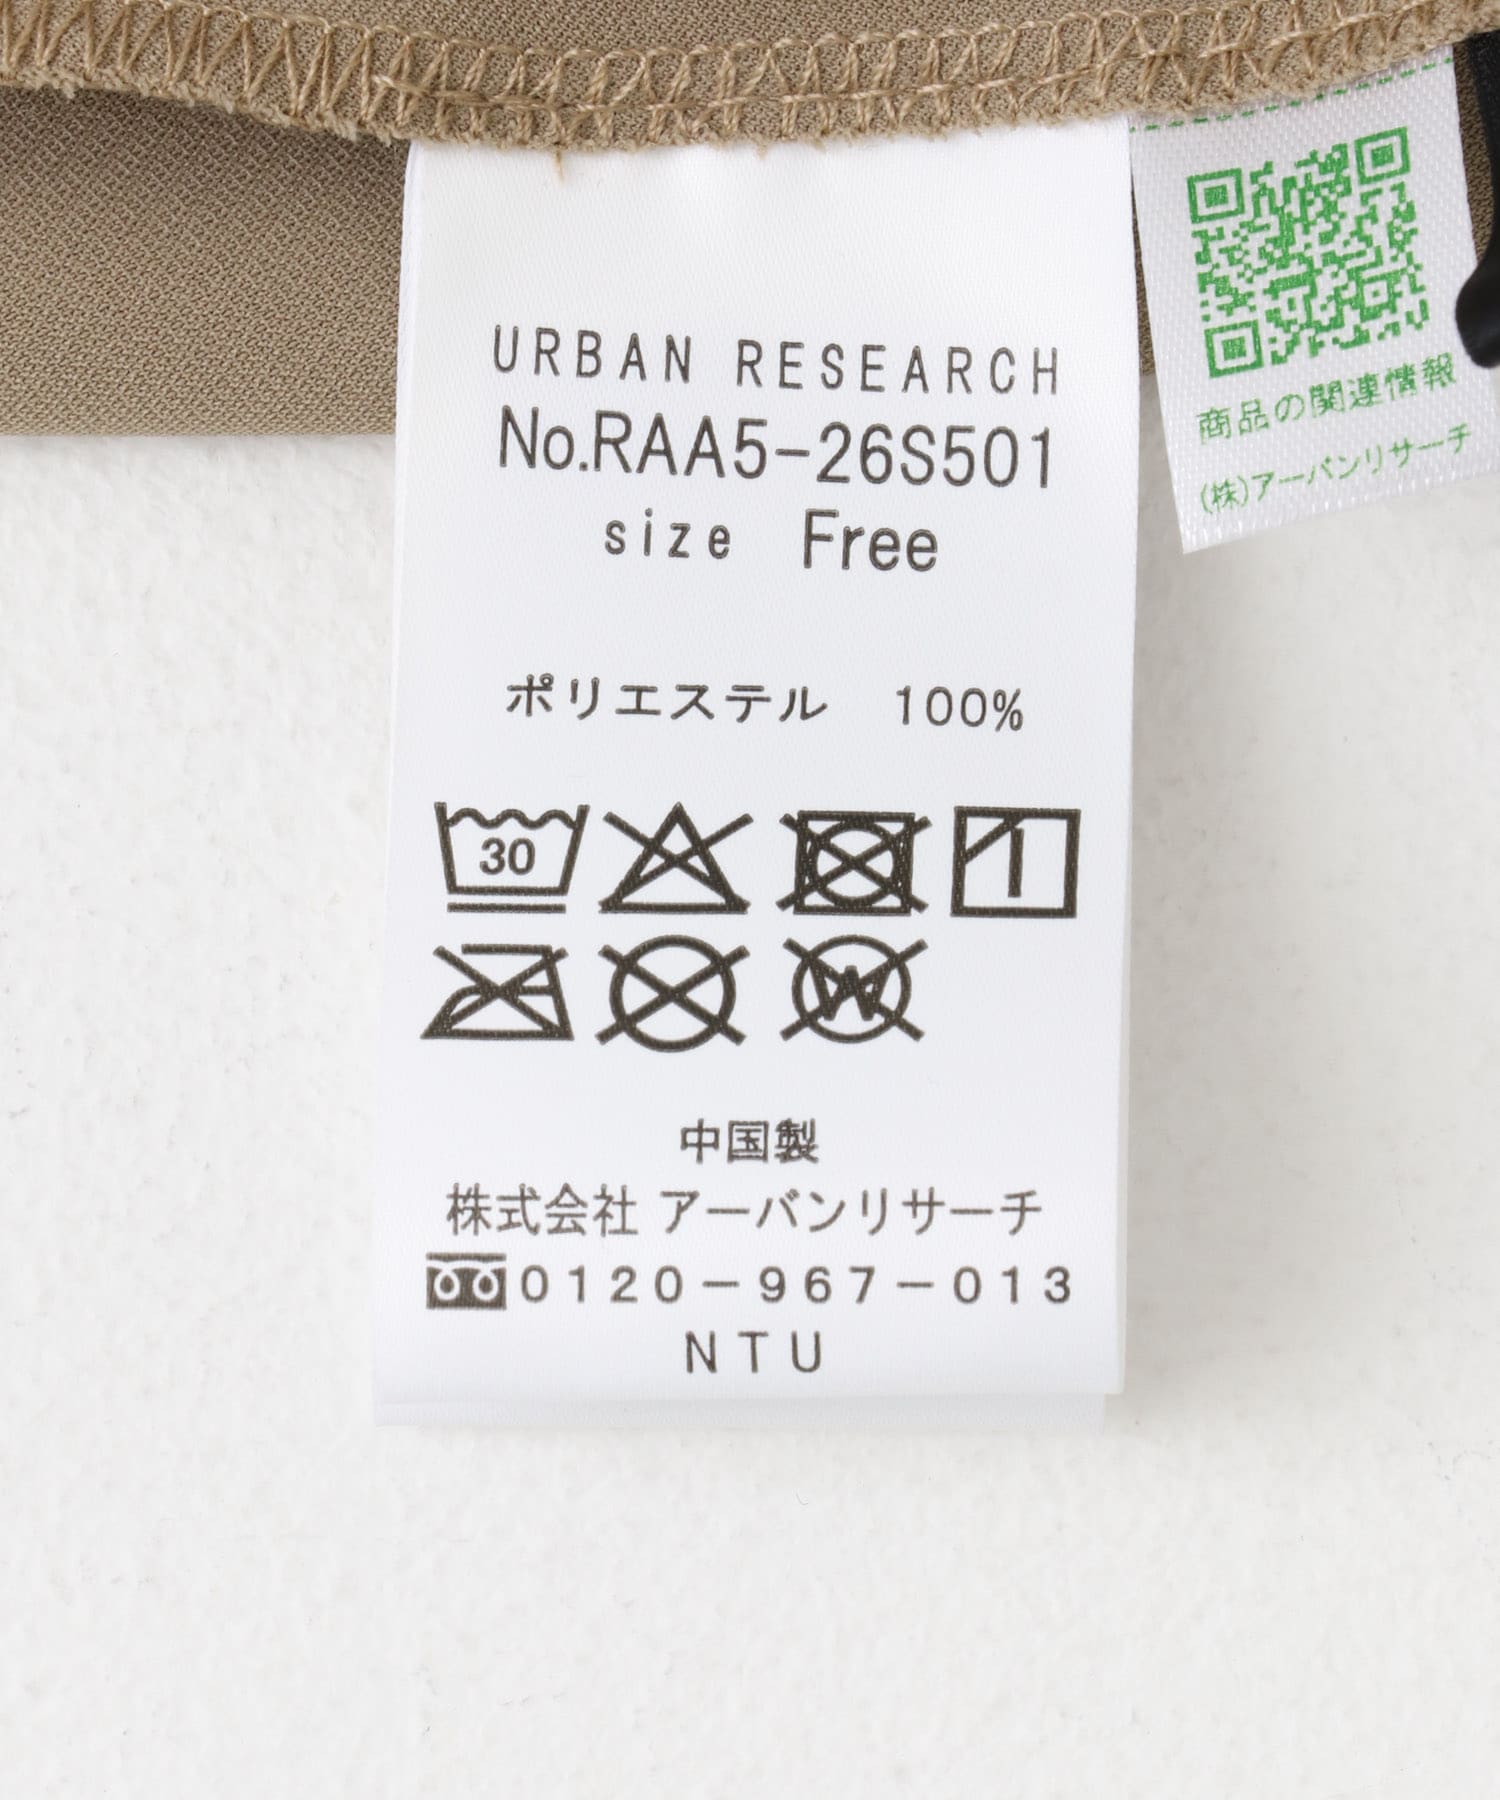 URBAN RESEARCH
No.RAA5-26S501
size Free
ポリエステル 100%
30
W
中国製
株式会社 アーバンリサーチ
0120-967-013
NTU
商品の関連情報
(株)アーバンリサーチ